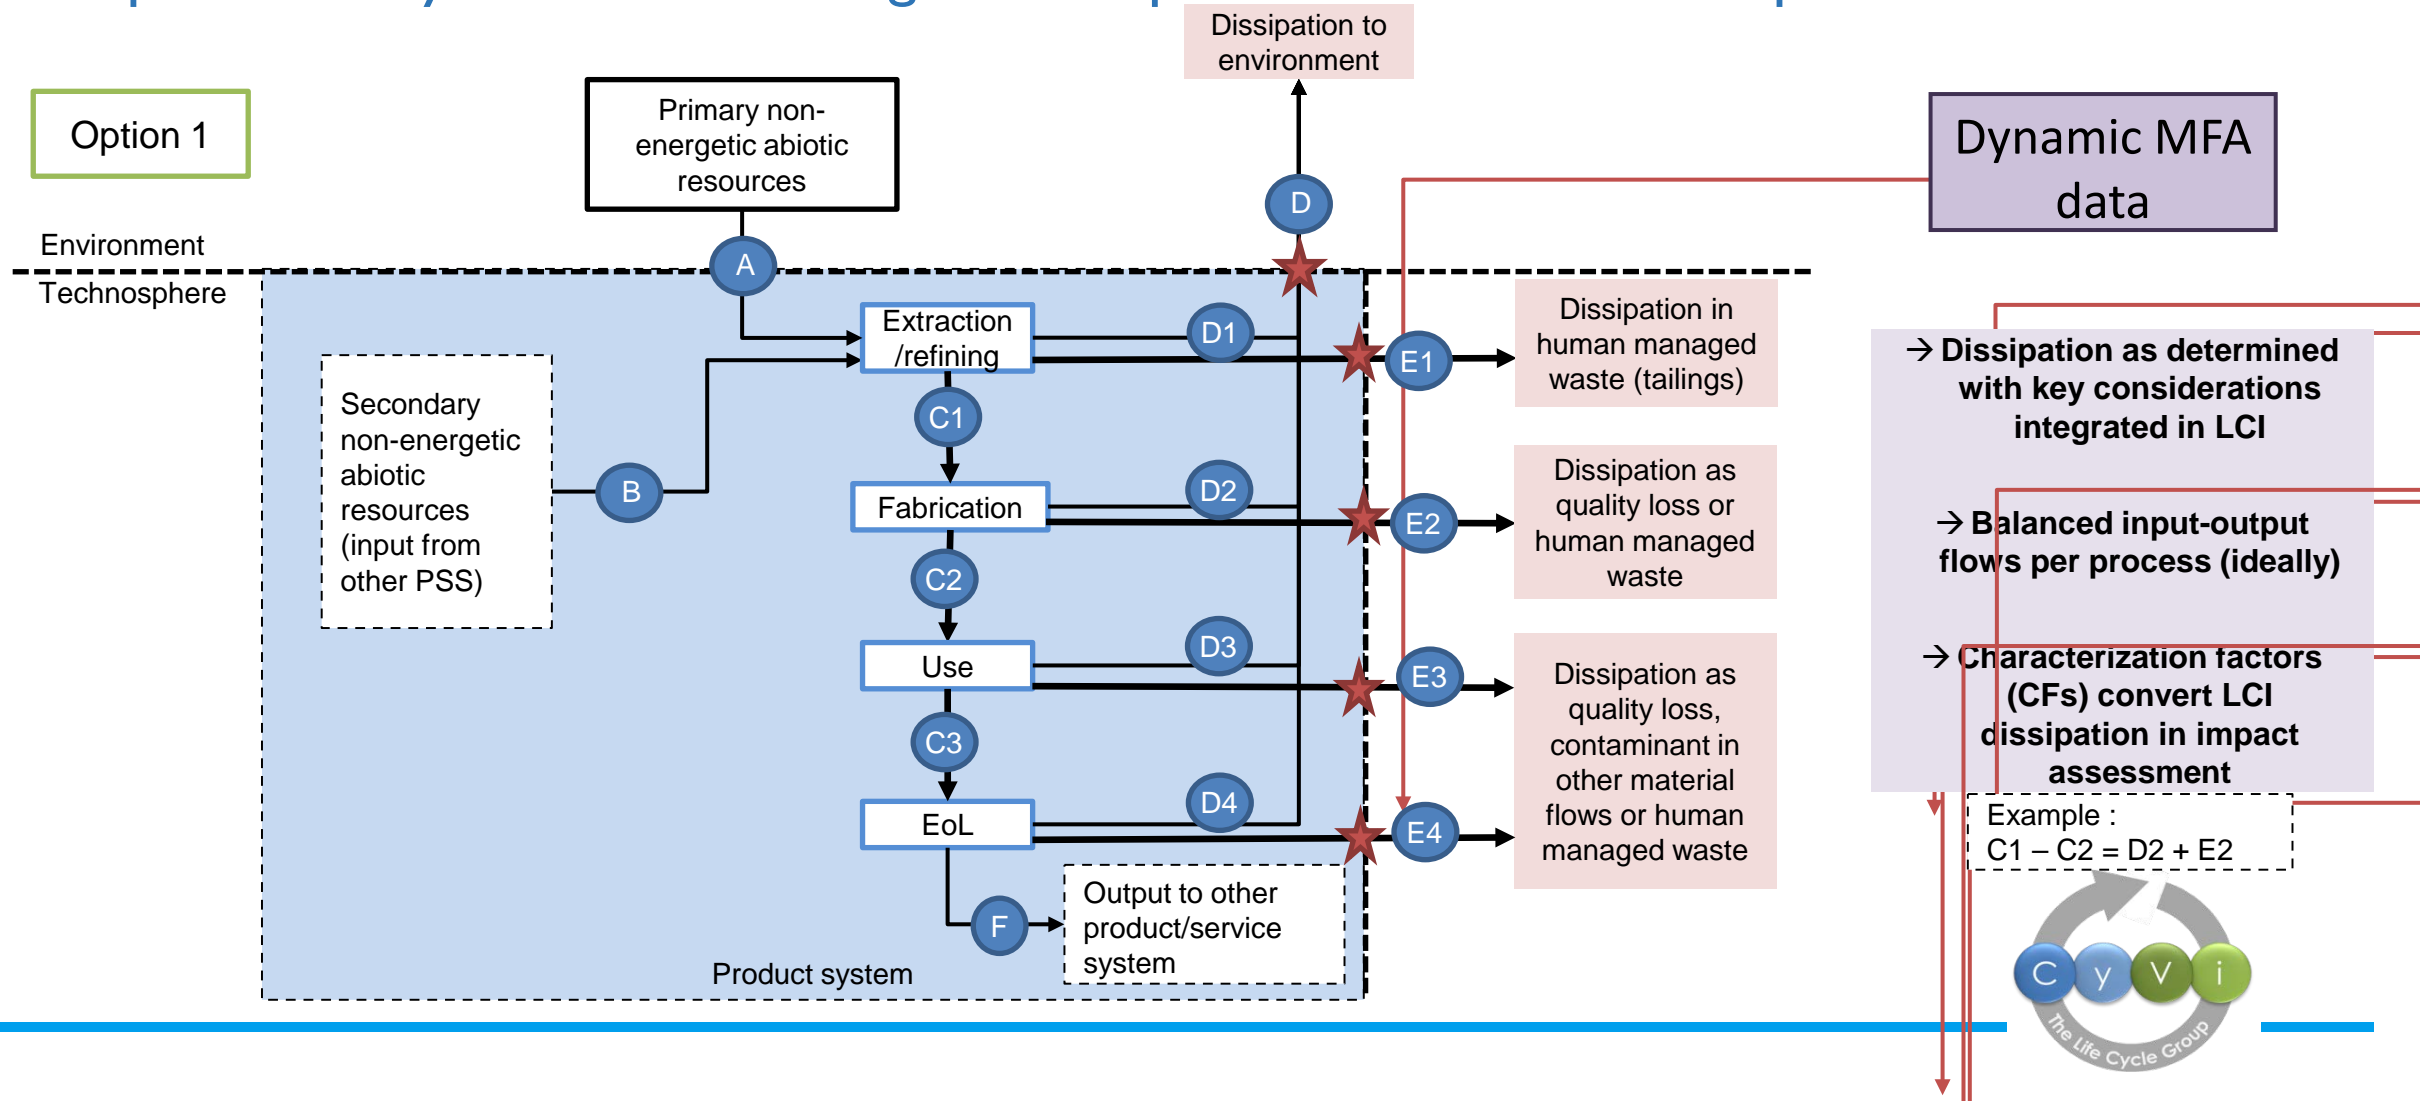 Dissipation to
environment
Option 1
Primary non-
energetic abiotic
resources
Dynamic MFA
data
D
Environment
A
Technosphere
Extraction
/refining
D1
E1
Dissipation in
human managed
waste (tailings)
→ Dissipation as determined
with key considerations
integrated in LCI
Secondary
non-energetic
abiotic
resources
(input from
other PSS)
B
C1
Fabrication
D2
E2
Dissipation as
quality loss or
human managed
waste
→ Balanced input-output
flows per process (ideally)
C2
Use
D3
E3
Dissipation as
quality loss,
contaminant in
other material
flows or human
managed waste
→ Characterization factors
(CFs) convert LCI
dissipation in impact
assessment
C3
EoL
D4
E4
Example :
C1 – C2 = D2 + E2
F
Output to other
product/service
system
Product system
C y V i
The Life Cycle Group